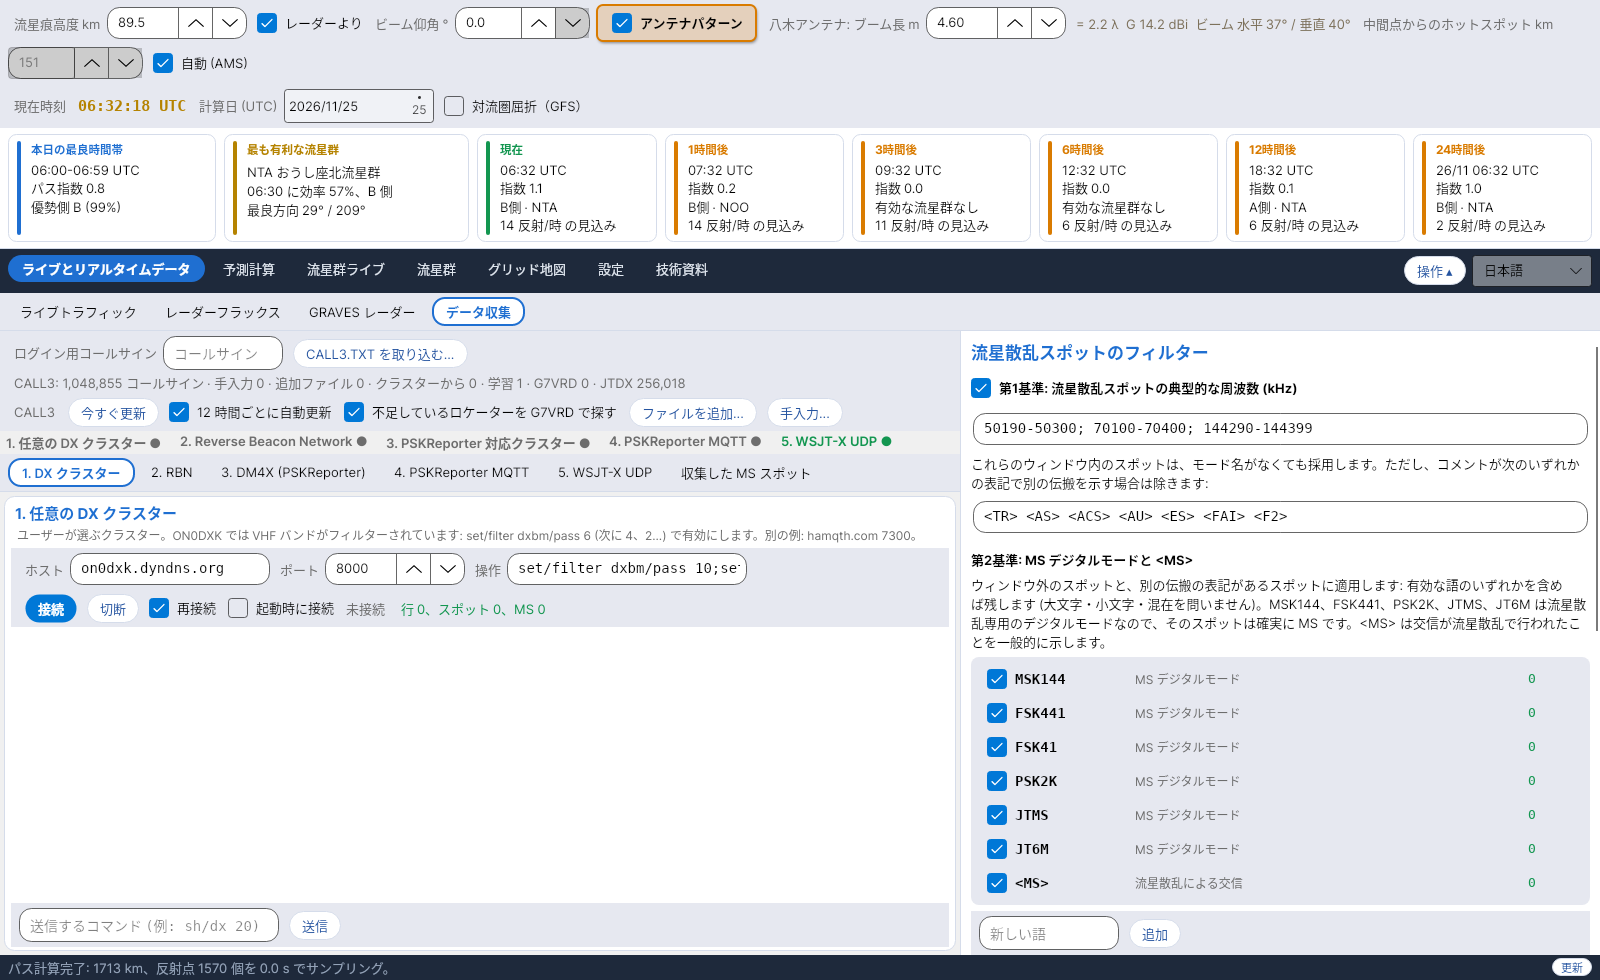 流星痕高度 km 89.5 レーダーより ビーム仰角 ° 0.0 アンテナパターン 八木アンテナ: ブーム長 m 4.60 = 2.2 λ G 14.2 dBi ビーム 水平 37° / 垂直 40° 中間点からのホットスポット km
151 自動 (AMS)
現在時刻 06:32:18 UTC 計算日 (UTC) 2026/11/25 25 対流圏屈折（GFS）
本日の最良時間帯
06:00-06:59 UTC
パス指数 0.8
優勢側 B (99%)
最も有利な流星群
NTA おうし座北流星群
06:30 に効率 57%、B 側
最良方向 29° / 209°
現在
06:32 UTC
指数 1.1
B側 · NTA
14 反射/時 の見込み
1時間後
07:32 UTC
指数 0.2
B側 · NOO
14 反射/時 の見込み
3時間後
09:32 UTC
指数 0.0
有効な流星群なし
11 反射/時 の見込み
6時間後
12:32 UTC
指数 0.0
有効な流星群なし
6 反射/時 の見込み
12時間後
18:32 UTC
指数 0.1
A側 · NTA
6 反射/時 の見込み
24時間後
26/11 06:32 UTC
指数 1.0
B側 · NTA
2 反射/時 の見込み
ライブとリアルタイムデータ 予測計算 流星群ライブ 流星群 グリッド地図 設定 技術資料 操作 ▴ 日本語
ライブトラフィック レーダーフラックス GRAVES レーダー データ収集
ログイン用コールサイン コールサイン CALL3.TXT を取り込む…
CALL3: 1,048,855 コールサイン · 手入力 0 · 追加ファイル 0 · クラスターから 0 · 学習 1 · G7VRD 0 · JTDX 256,018
CALL3 今すぐ更新 12 時間ごとに自動更新 不足しているロケーターを G7VRD で探す ファイルを追加… 手入力…
1. 任意の DX クラスター ● 2. Reverse Beacon Network ● 3. PSKReporter 対応クラスター ● 4. PSKReporter MQTT ● 5. WSJT-X UDP ●
1. DX クラスター 2. RBN 3. DM4X (PSKReporter) 4. PSKReporter MQTT 5. WSJT-X UDP 収集した MS スポット
1. 任意の DX クラスター
ユーザーが選ぶクラスター。ON0DXK では VHF バンドがフィルターされています: set/filter dxbm/pass 6 (次に 4、2…) で有効にします。別の例: hamqth.com 7300。
ホスト on0dxk.dyndns.org ポート 8000 操作 set/filter dxbm/pass 10;se
接続 切断 再接続 起動時に接続 未接続 行 0、スポット 0、MS 0
送信するコマンド (例: sh/dx 20) 送信
流星散乱スポットのフィルター
第1基準: 流星散乱スポットの典型的な周波数 (kHz)
50190-50300; 70100-70400; 144290-144399
これらのウィンドウ内のスポットは、モード名がなくても採用します。ただし、コメントが次のいずれか
の表記で別の伝搬を示す場合は除きます:
<TR> <AS> <ACS> <AU> <ES> <FAI> <F2>
第2基準: MS デジタルモードと <MS>
ウィンドウ外のスポットと、別の伝搬の表記があるスポットに適用します: 有効な語のいずれかを含め
ば残します (大文字・小文字・混在を問いません)。MSK144、FSK441、PSK2K、JTMS、JT6M は流星散
乱専用のデジタルモードなので、そのスポットは確実に MS です。<MS> は交信が流星散乱で行われたこ
とを一般的に示します。
MSK144 MS デジタルモード 0
FSK441 MS デジタルモード 0
FSK41 MS デジタルモード 0
PSK2K MS デジタルモード 0
JTMS MS デジタルモード 0
JT6M MS デジタルモード 0
<MS> 流星散乱による交信 0
新しい語 追加
パス計算完了: 1713 km、反射点 1570 個を 0.0 s でサンプリング。 更新